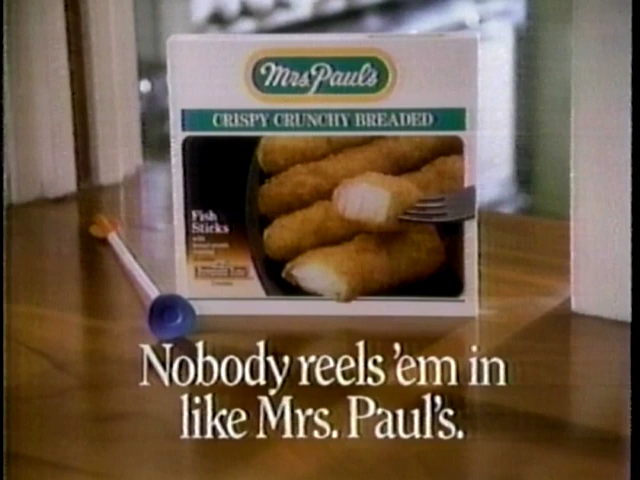 Mrs. Paul's
CRISPY CRUNCHY BREADED
Fish
Sticks
Nobody reels 'em in
like Mrs. Paul's.